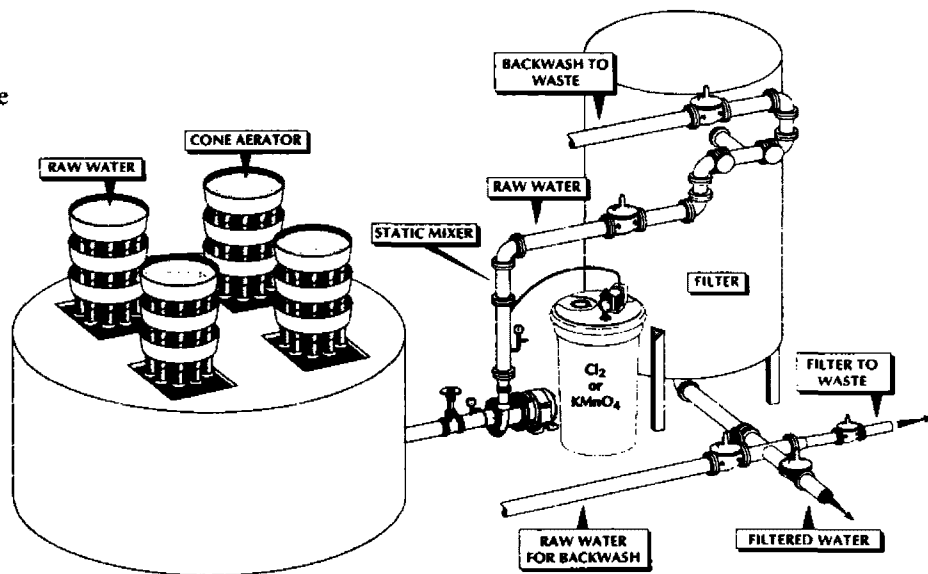 e
BACKWASH TO
WASTE
CONE AERATOR
RAW WATER
RAW WATER
STATIC MIXER
FILTER
Cl₂
or
KMnO₄
FILTER TO
WASTE
RAW WATER
FOR BACKWASH
FILTERED WATER